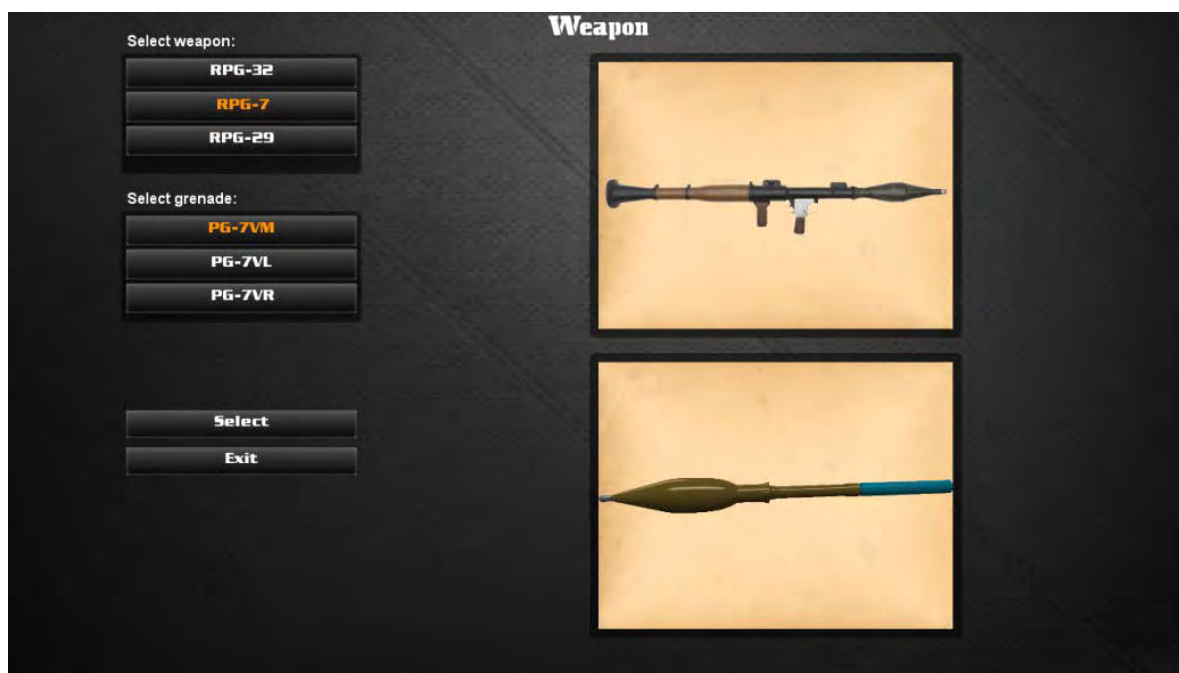 Weapon
Select weapon:
RPG-32
RPG-7
RPG-29
Select grenade:
PG-7VM
PG-7VL
PG-7VR
Select
Exit